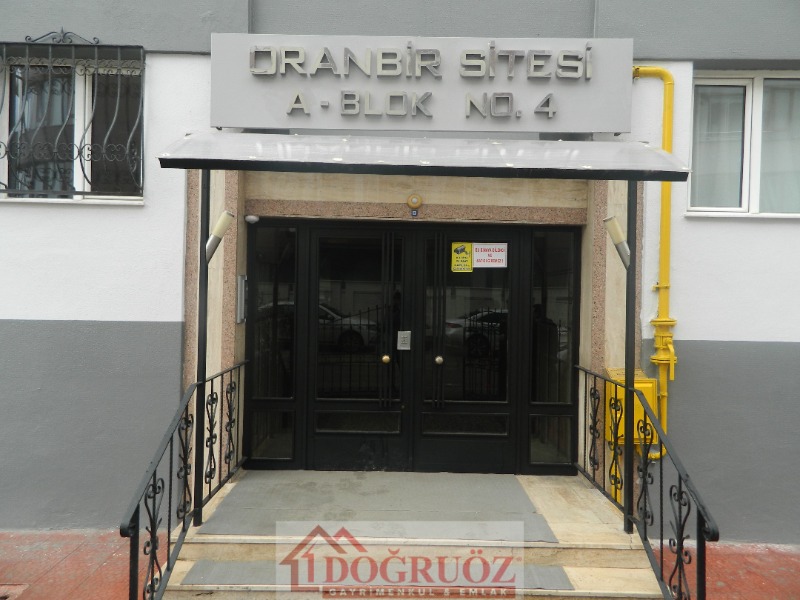 ORANBİR SİTESİ
A - BLOK NO. 4
DOĞRUÖZ
GAYRİMENKUL & EMLAK